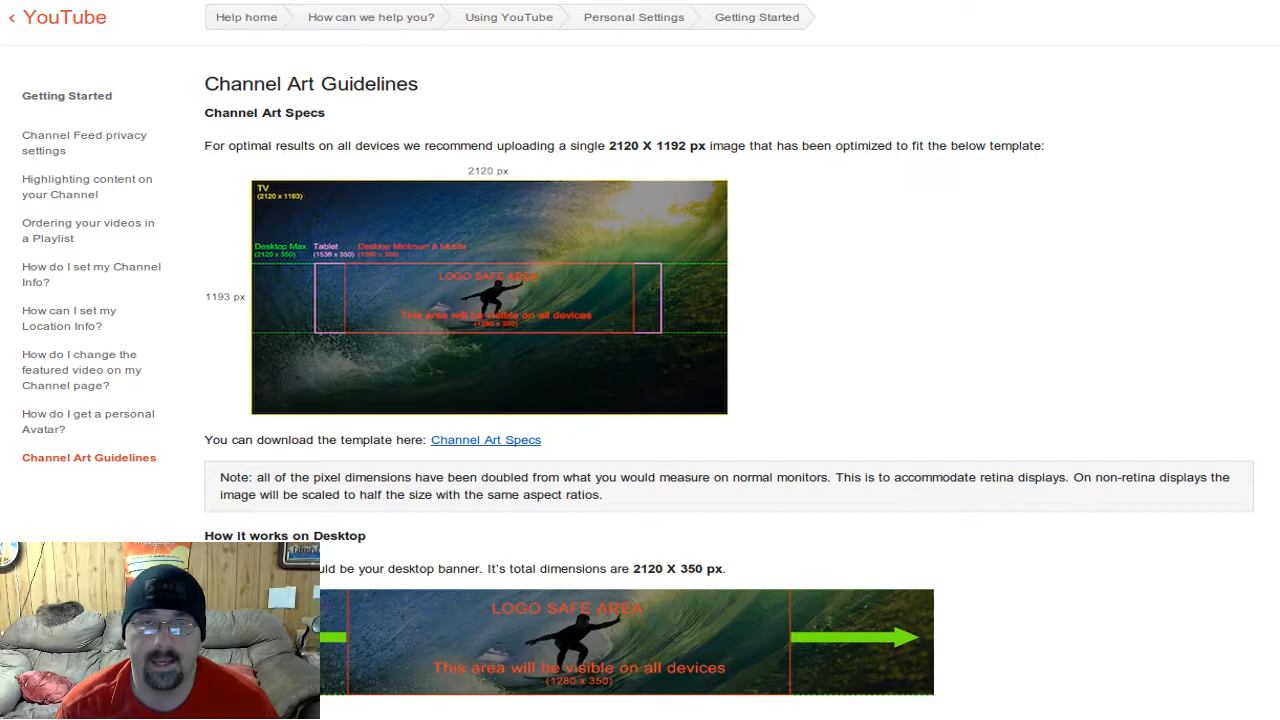 ‹ YouTube
Help home
How can we help you?
Using YouTube
Personal Settings
Getting Started
Getting Started
Channel Feed privacy
settings
Highlighting content on
your Channel
Ordering your videos in
a Playlist
How do I set my Channel
Info?
How can I set my
Location Info?
How do I change the
featured video on my
Channel page?
How do I get a personal
Avatar?
Channel Art Guidelines
Channel Art Guidelines
Channel Art Specs
For optimal results on all devices we recommend uploading a single 2120 X 1192 px image that has been optimized to fit the below template:
2120 px
TV
(2120 x 1193)
Desktop Max
(2120 x 350)
Tablet
(1536 x 350)
Desktop Minimum & Mobile
(1280 x 350)
LOGO SAFE AREA
1193 px
This area will be visible on all devices
(1280 x 350)
You can download the template here: Channel Art Specs
Note: all of the pixel dimensions have been doubled from what you would measure on normal monitors. This is to accommodate retina displays. On non-retina displays the
image will be scaled to half the size with the same aspect ratios.
How it works on Desktop
be your desktop banner. It's total dimensions are 2120 X 350 px.
LOGO SAFE AREA
This area will be visible on all devices
(1280 x 350)